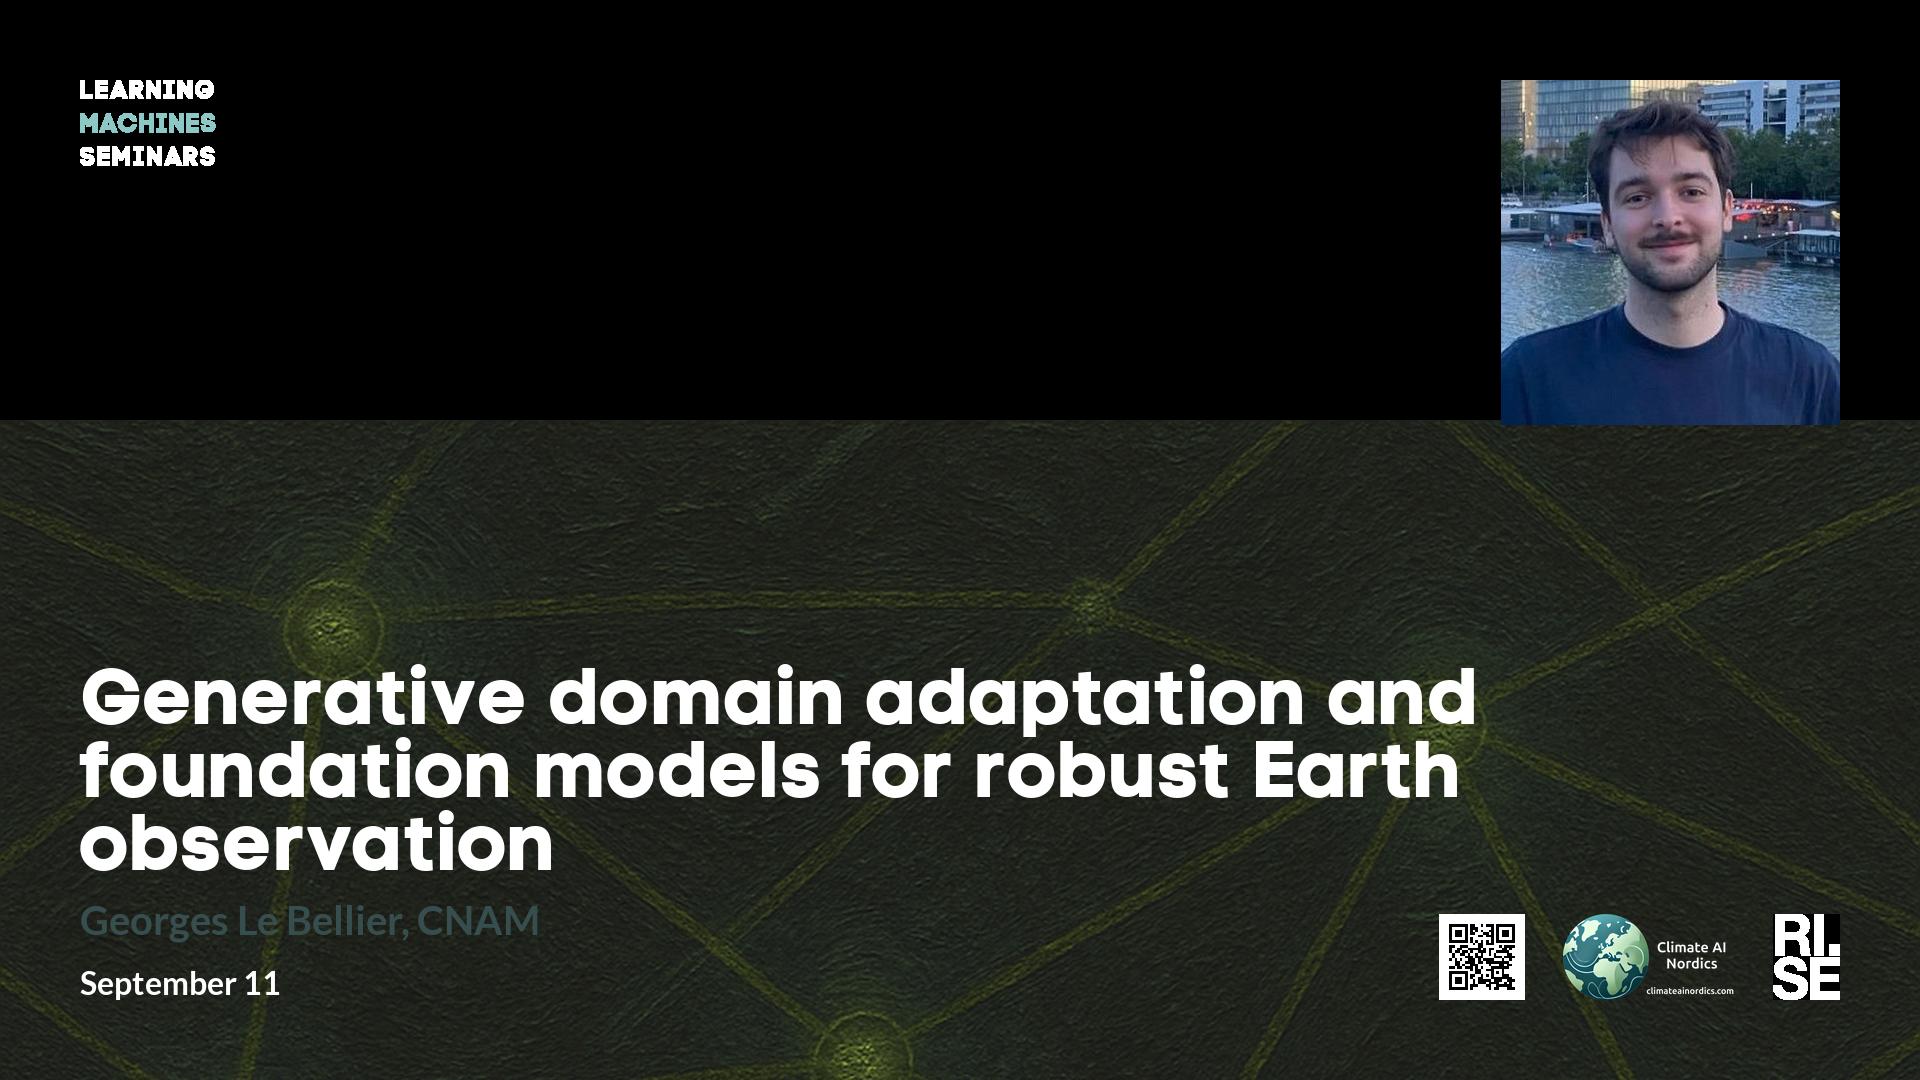 LEARNING
MACHINES
SEMINARS
Generative domain adaptation and
foundation models for robust Earth
observation
Georges Le Bellier, CNAM
September 11
Climate AI
Nordics
climateainordics.com
RI.
SE